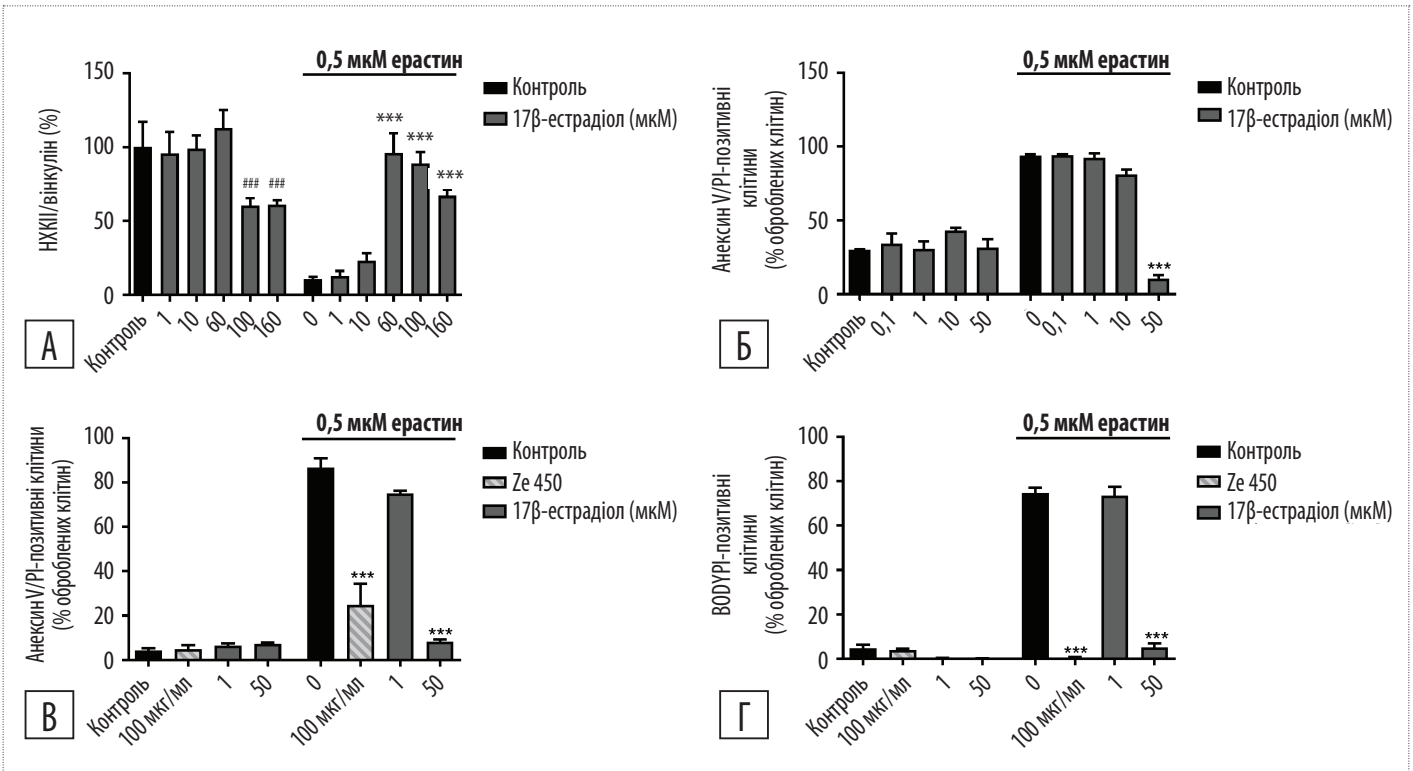 0,5 мкМ ерастин
150
100
50
0
НХКІІ/вінкулін (%)
### ###
*** *** ***
Контроль
17β-естрадіол (мкМ)
Контроль 1 10 60 100 160 0 1 10 60 100 160
А
0,5 мкМ ерастин
150
100
50
0
Анексин V/PI-позитивні
клітини
(% оброблених клітин)
***
Контроль
17β-естрадіол (мкМ)
Контроль 0,1 1 10 50 0 0,1 1 10 50
Б
0,5 мкМ ерастин
100
80
60
40
20
0
Анексин V/PI-позитивні клітини
(% оброблених клітин)
*** ***
Контроль
Ze 450
17β-естрадіол (мкМ)
Контроль 100 мкг/мл 1 50 0 100 мкг/мл 1 50
В
0,5 мкМ ерастин
100
80
60
40
20
0
BODYPI-позитивні
клітини
(% оброблених клітин)
*** ***
Контроль
Ze 450
17β-естрадіол (мкМ)
Контроль 100 мкг/мл 1 50 0 100 мкг/мл 1 50
Г